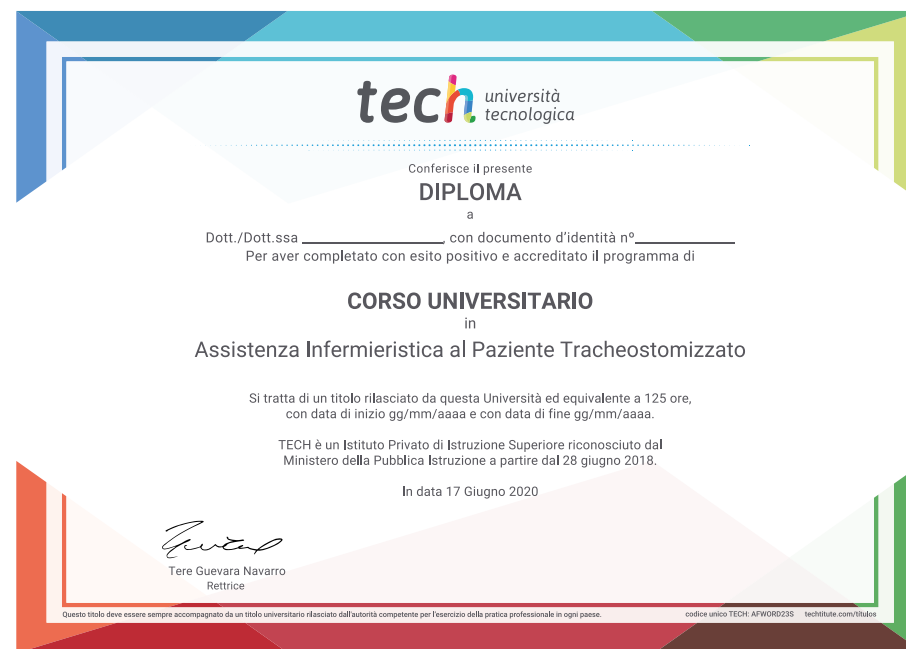 tech università
tecnologica
Conferisce il presente
DIPLOMA
a
Dott./Dott.ssa ____________________, con documento d'identità nº______________
Per aver completato con esito positivo e accreditato il programma di
CORSO UNIVERSITARIO
in
Assistenza Infermieristica al Paziente Tracheostomizzato
Si tratta di un titolo rilasciato da questa Università ed equivalente a 125 ore,
con data di inizio gg/mm/aaaa e con data di fine gg/mm/aaaa.
TECH è un Istituto Privato di Istruzione Superiore riconosciuto dal
Ministero della Pubblica Istruzione a partire dal 28 giugno 2018.
In data 17 Giugno 2020
Tere Guevara Navarro
Rettrice
Questo titolo deve essere sempre accompagnato da un titolo universitario rilasciato dall'autorità competente per l'esercizio della pratica professionale in ogni paese. codice unico TECH: AFWORD23S techtitute.com/titulos